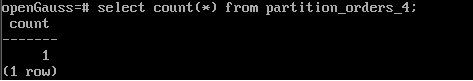 openGauss=# select count(*) from partition_orders_4;
count
-------
1
(1 row)